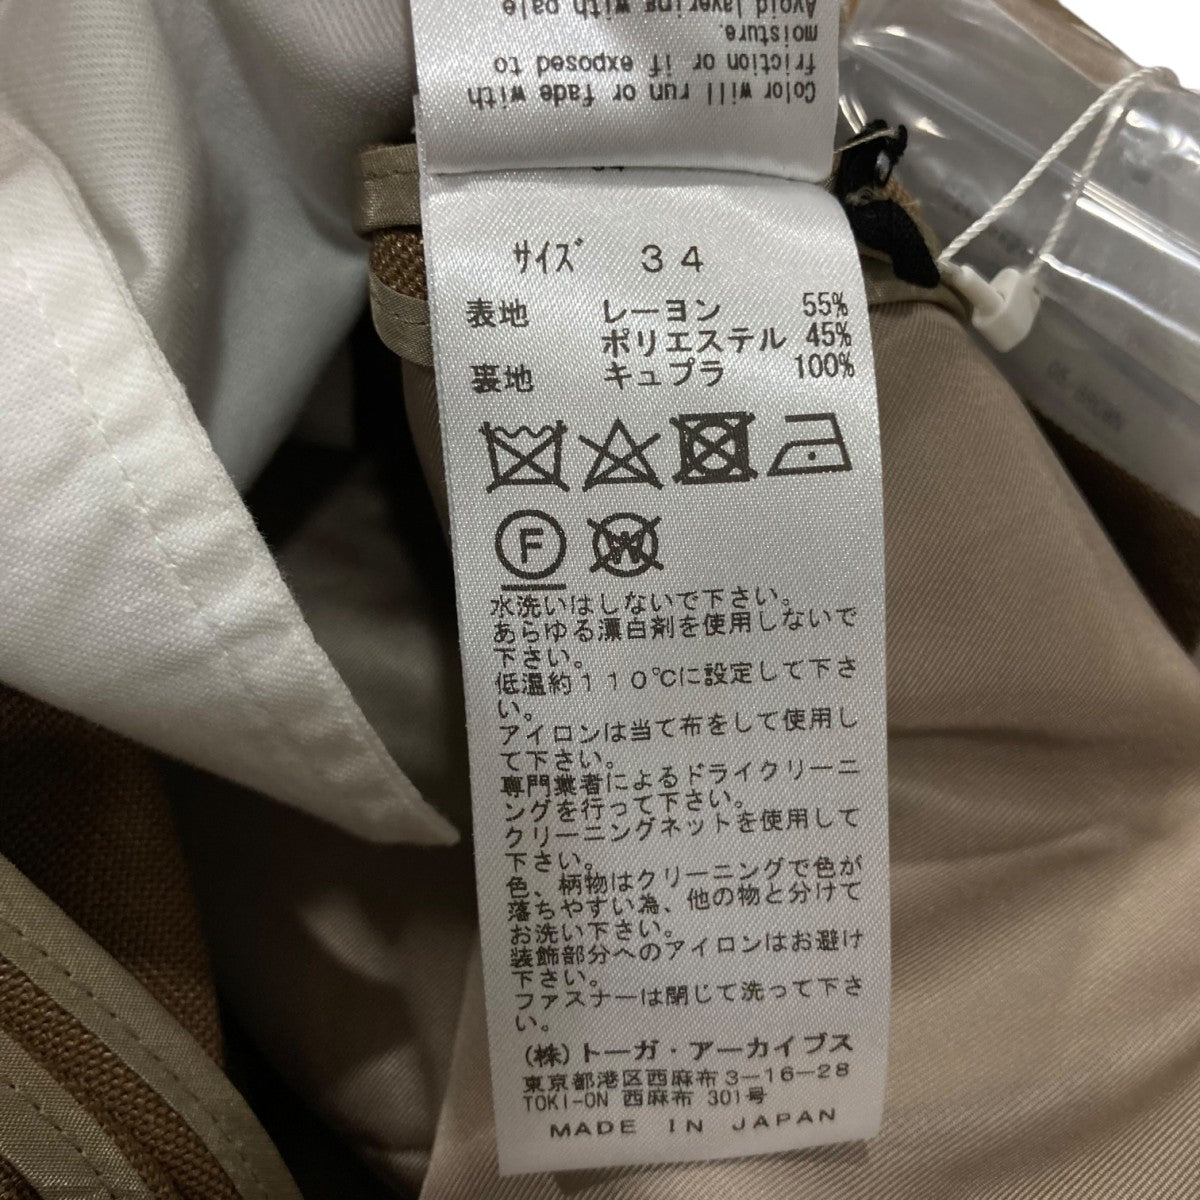 Color will run or fade with
friction or if exposed to
moisture.
Avoid layering with pale
サイズ 34
表地 レーヨン 55%
ポリエステル 45%
裏地 キュプラ 100%
F
W
水洗いはしないで下さい。
あらゆる漂白剤を使用しないで
下さい。
低温約110℃に設定して下さ
い。
アイロンは当て布をして使用し
て下さい。
専門業者によるドライクリーニ
ングを行って下さい。
クリーニングネットを使用して
下さい。
色、柄物はクリーニングで色が
落ちやすい為、他の物と分けて
お洗い下さい。
装飾部分へのアイロンはお避け
下さい。
ファスナーは閉じて洗って下さ
い。
(株)トーガ・アーカイブス
東京都港区西麻布3-16-28
TOKI-ON 西麻布 301号
MADE IN JAPAN